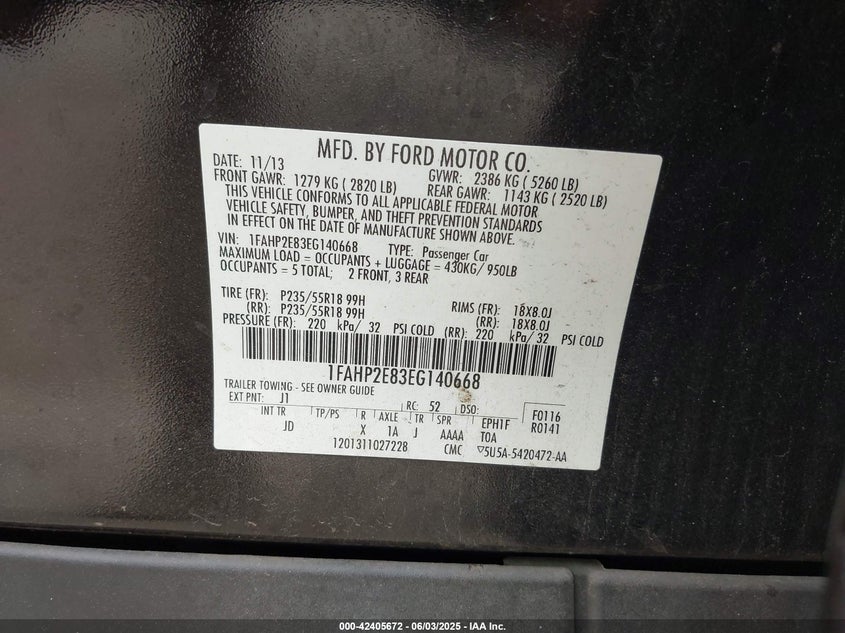 MFD. BY FORD MOTOR CO.
DATE: 11/13 GVWR: 2386 KG ( 5260 LB)
FRONT GAWR: 1279 KG ( 2820 LB) REAR GAWR: 1143 KG ( 2520 LB)
THIS VEHICLE CONFORMS TO ALL APPLICABLE FEDERAL MOTOR
VEHICLE SAFETY, BUMPER, AND THEFT PREVENTION STANDARDS
IN EFFECT ON THE DATE OF MANUFACTURE SHOWN ABOVE.
VIN: 1FAHP2E83EG140668 TYPE: Passenger Car
MAXIMUM LOAD = OCCUPANTS + LUGGAGE = 430KG/ 950LB
OCCUPANTS = 5 TOTAL; 2 FRONT, 3 REAR
TIRE (FR): P235/55R18 99H RIMS (FR): 18X8.0J
(RR): P235/55R18 99H (RR): 18X8.0J
PRESSURE (FR): 220 kPa/ 32 PSI COLD (RR): 220 kPa/ 32 PSI COLD
1FAHP2E83EG140668
TRAILER TOWING - SEE OWNER GUIDE
EXT PNT: J1 RC: 52 DSO: F0116
INT TR TP/PS R AXLE TR SPR EPH1F R0141
JD X 1A J AAAA TOA
1201311027228 CMC ▽5U5A-5420472-AA
000-42405672 06/03/2025 IAA Inc.